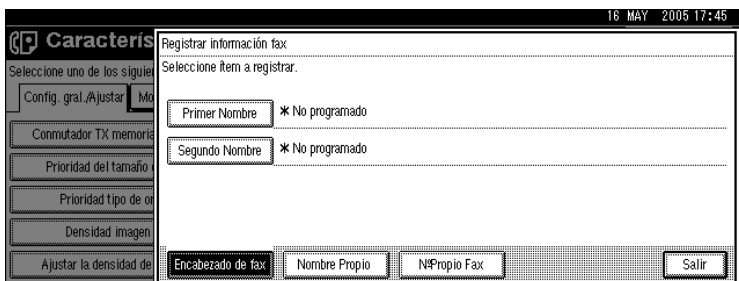 16 MAY 2005 17:45
Caracterís
Seleccione uno de los siguien
Config. gral./Ajustar Mo
Conmutador TX memoria
Prioridad del tamaño
Prioridad tipo de or
Densidad imagen
Ajustar la densidad de
Registrar información fax
Seleccione ítem a registrar.
Primer Nombre * No programado
Segundo Nombre * No programado
Encabezado de fax Nombre Propio NºPropio Fax Salir